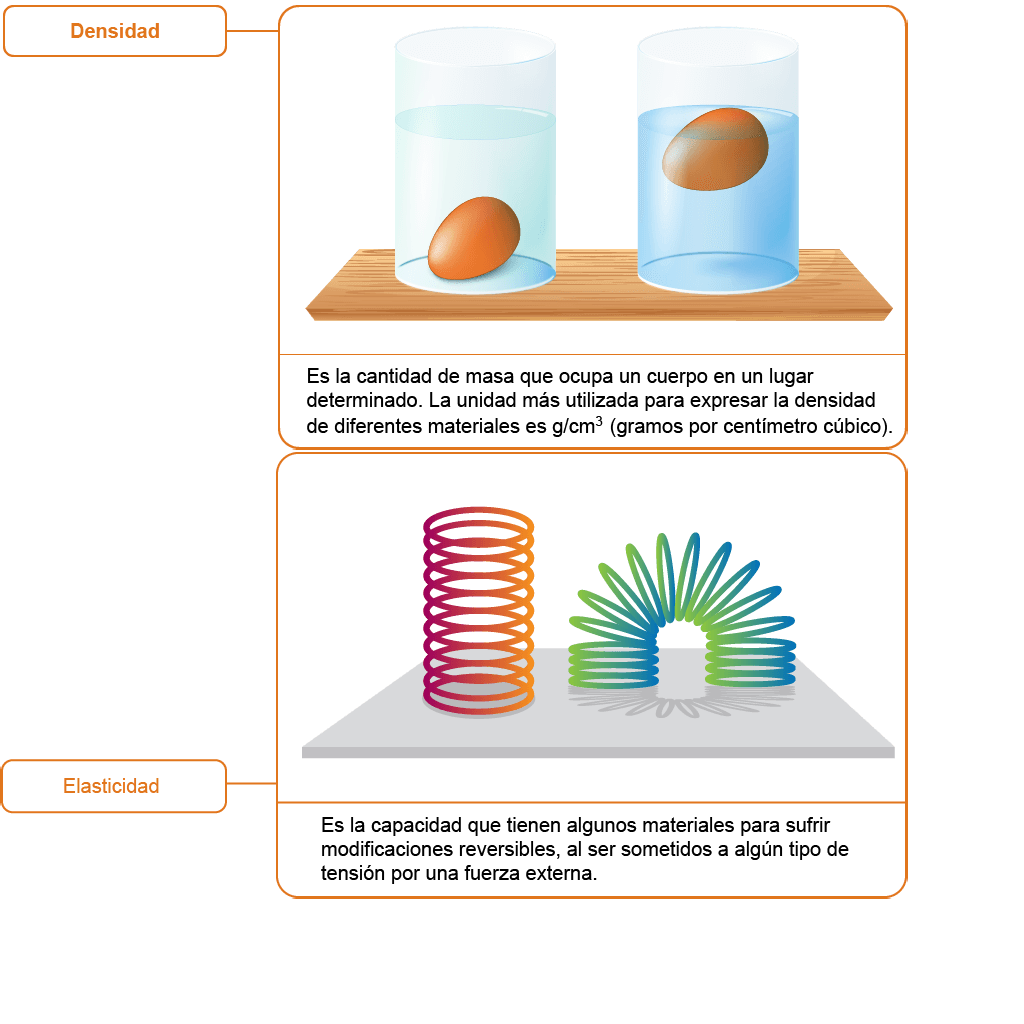 Densidad
Es la cantidad de masa que ocupa un cuerpo en un lugar
determinado. La unidad más utilizada para expresar la densidad
de diferentes materiales es g/cm³ (gramos por centímetro cúbico).
Elasticidad
Es la capacidad que tienen algunos materiales para sufrir
modificaciones reversibles, al ser sometidos a algún tipo de
tensión por una fuerza externa.